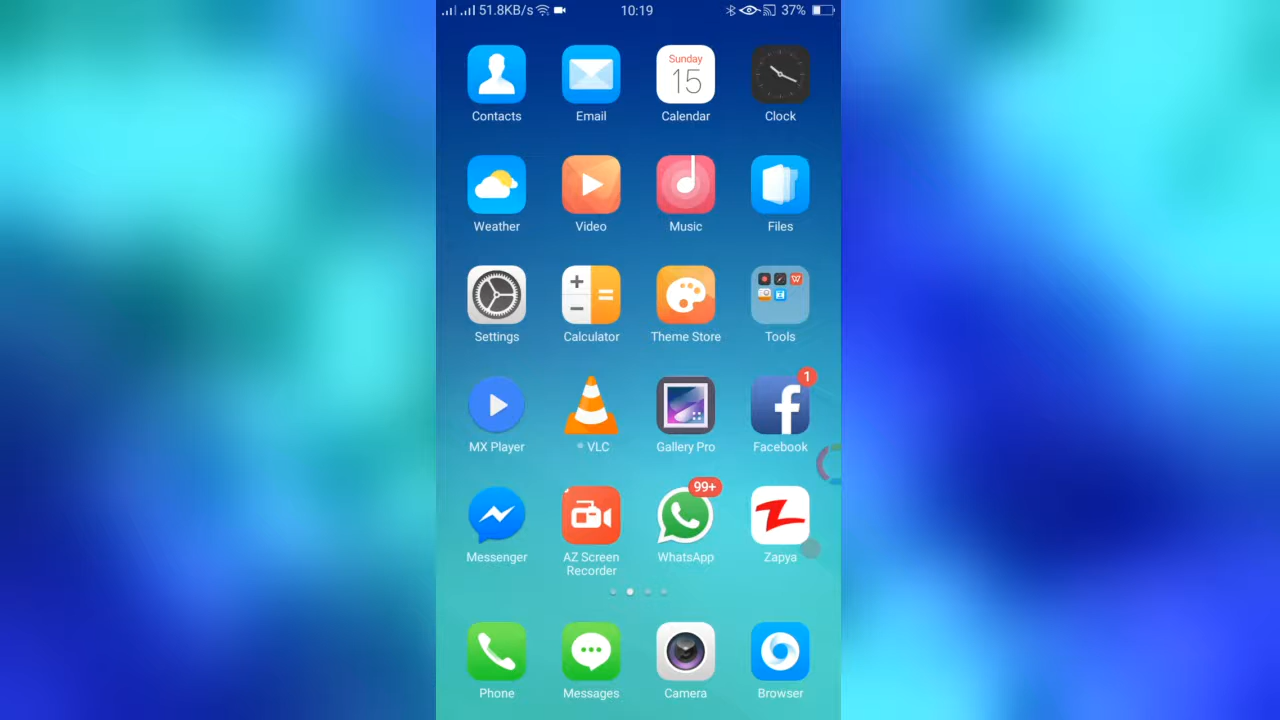 51.8KB/s 10:19 37%
Sunday
15
Contacts Email Calendar Clock
Weather Video Music Files
Settings Calculator Theme Store Tools
1
MX Player VLC Gallery Pro Facebook
99+
Messenger AZ Screen Recorder WhatsApp Zapya
Phone Messages Camera Browser